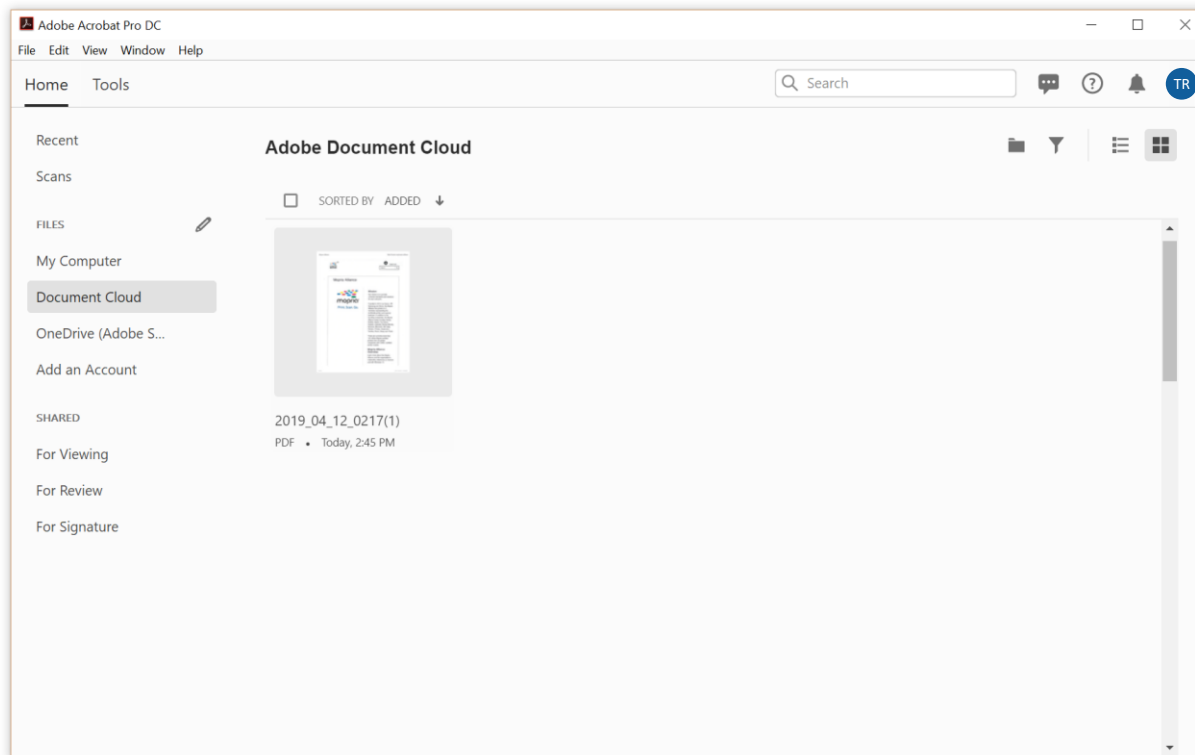 Adobe Acrobat Pro DC
File Edit View Window Help
Home Tools
Search
TR
Recent
Scans
FILES
My Computer
Document Cloud
OneDrive (Adobe S...
Add an Account
SHARED
For Viewing
For Review
For Signature
Adobe Document Cloud
SORTED BY ADDED
mopria
2019_04_12_0217(1)
PDF • Today, 2:45 PM